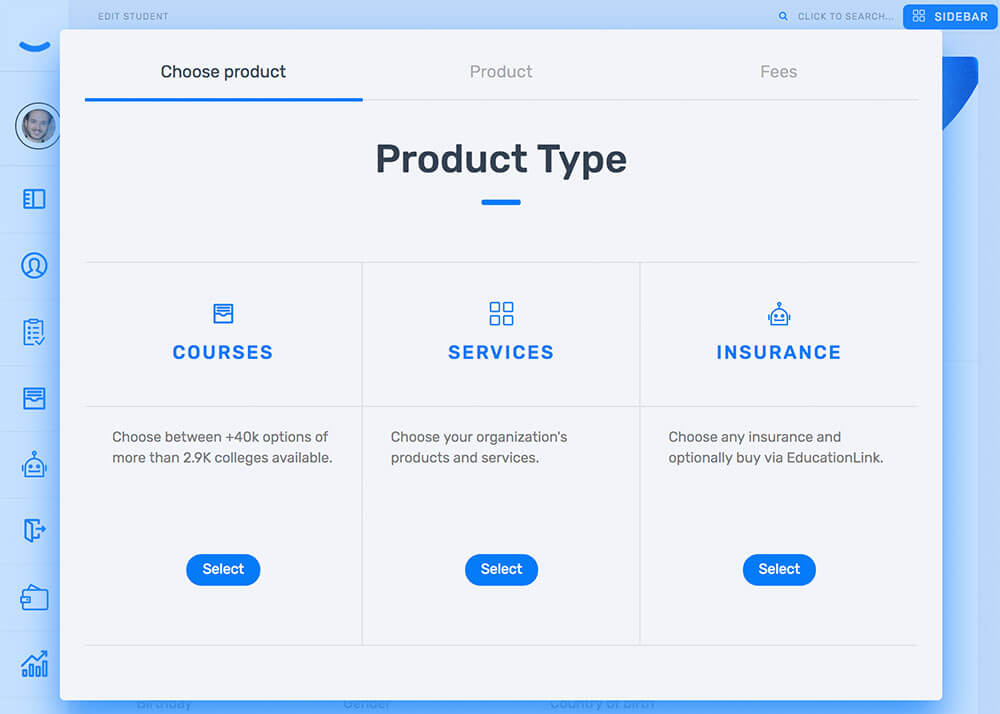 EDIT STUDENT
CLICK TO SEARCH...
SIDEBAR
Choose product
Product
Fees
Product Type
COURSES
SERVICES
INSURANCE
Choose between +40k options of
more than 2.9K colleges available.
Choose your organization's
products and services.
Choose any insurance and
optionally buy via EducationLink.
Select
Select
Select
Birthday
Gender
Country of birth